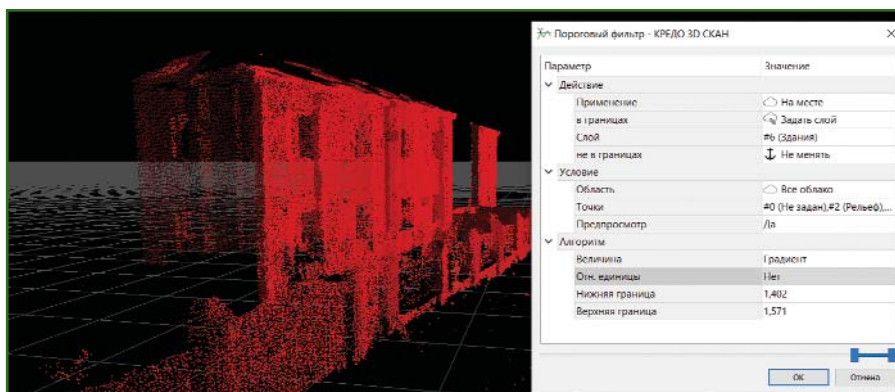 Пороговый фильтр - КРЕДО 3D СКАН
Параметр Значение
Действие
Применение На месте
в границах Задать слой
Слой #6 (Здания)
не в границах Не менять
Условие
Область Все облако
Точки #0 (Не задан),#2 (Рельеф),...
Предпросмотр Да
Алгоритм
Величина Градиент
Отн. единицы Нет
Нижняя граница 1,402
Верхняя граница 1,571
ОК Отмена